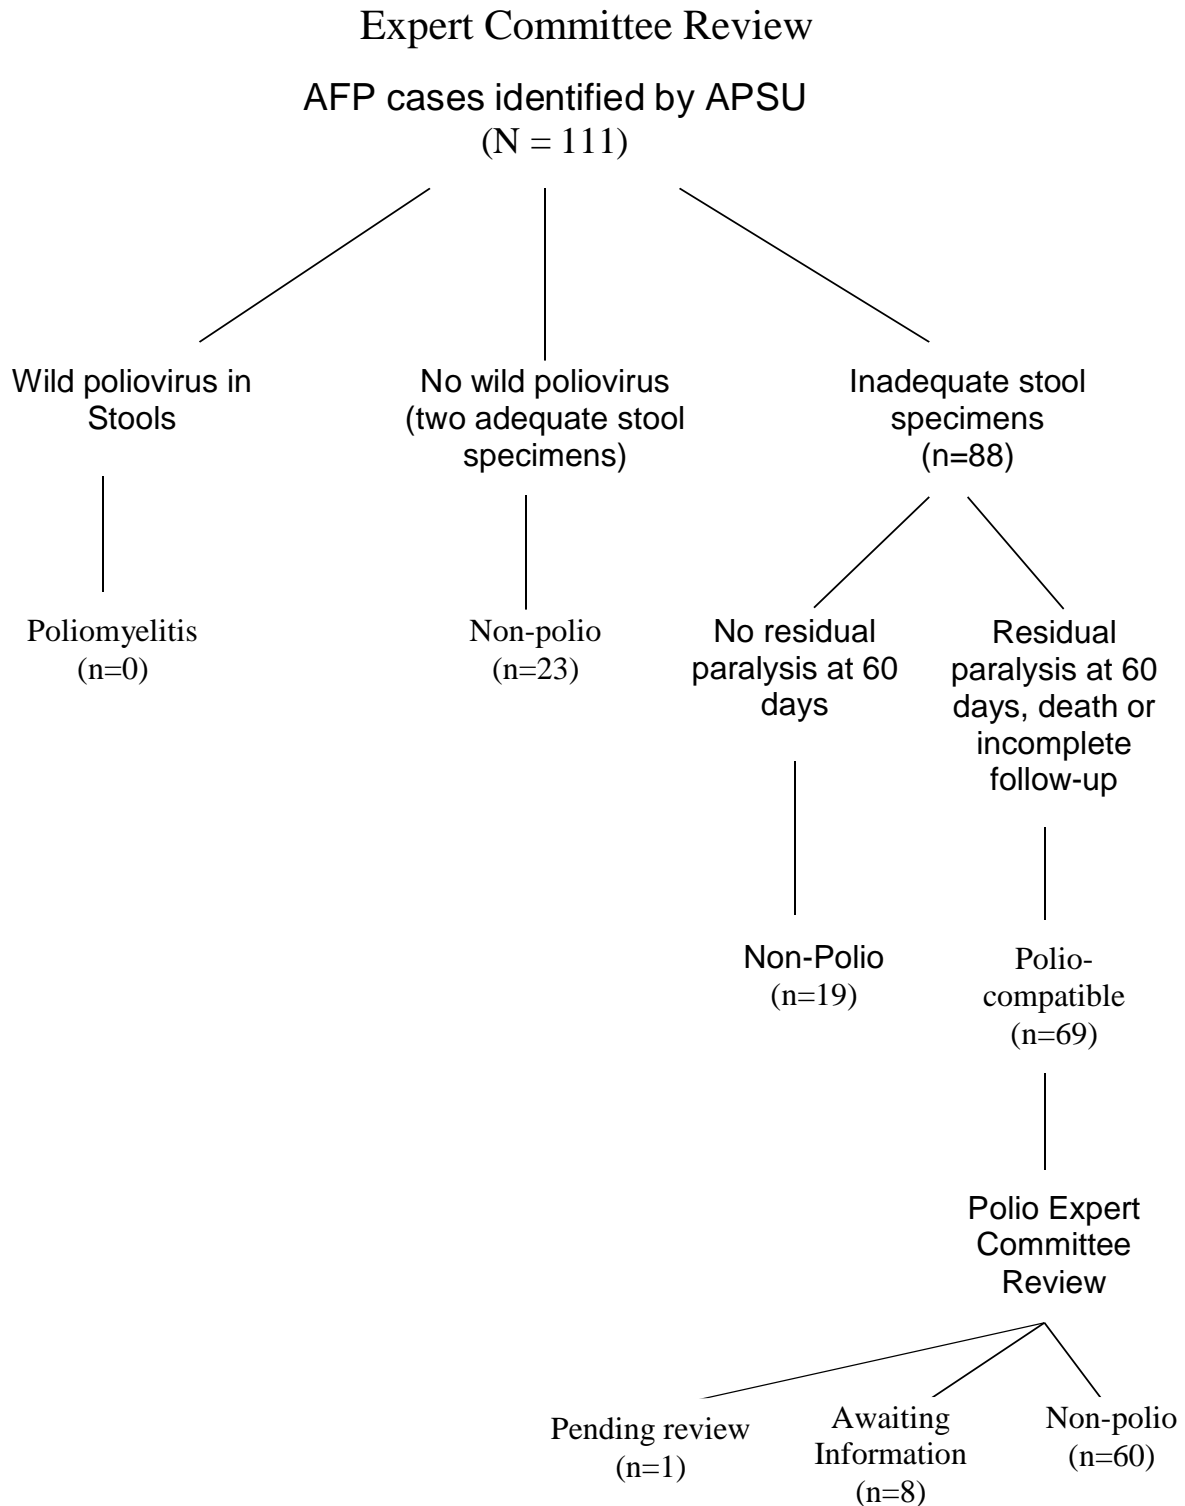 Expert Committee Review
AFP cases identified by APSU
(N = 111)
Wild poliovirus in
Stools
No wild poliovirus
(two adequate stool
specimens)
Inadequate stool
specimens
(n=88)
Poliomyelitis
(n=0)
Non-polio
(n=23)
No residual
paralysis at 60
days
Residual
paralysis at 60
days, death or
incomplete
follow-up
Non-Polio
(n=19)
Polio-
compatible
(n=69)
Polio Expert
Committee
Review
Pending review
(n=1)
Awaiting
Information
(n=8)
Non-polio
(n=60)